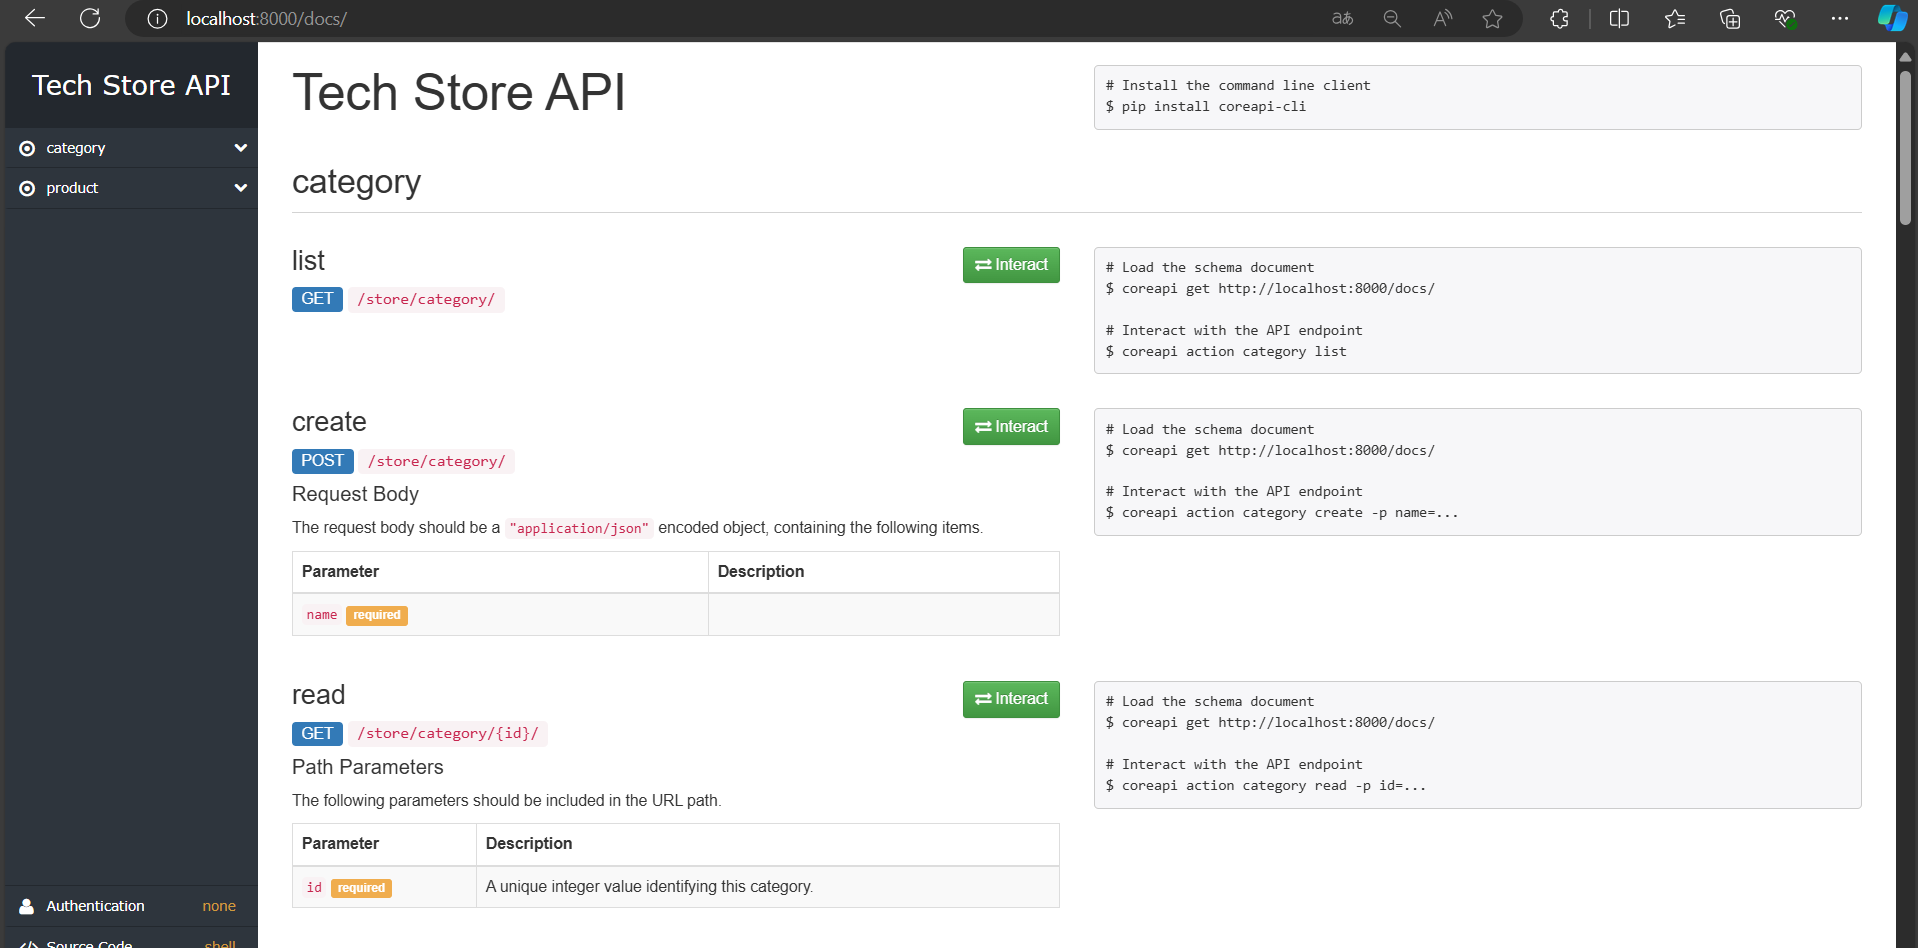 localhost:8000/docs/
Tech Store API
category
product
Authentication none
Source Code shell
Tech Store API
# Install the command line client
$ pip install coreapi-cli
category
list
Interact
GET /store/category/
# Load the schema document
$ coreapi get http://localhost:8000/docs/
# Interact with the API endpoint
$ coreapi action category list
create
Interact
POST /store/category/
Request Body
The request body should be a "application/json" encoded object, containing the following items.
Parameter Description
name required
# Load the schema document
$ coreapi get http://localhost:8000/docs/
# Interact with the API endpoint
$ coreapi action category create -p name=...
read
Interact
GET /store/category/{id}/
Path Parameters
The following parameters should be included in the URL path.
Parameter Description
id required A unique integer value identifying this category.
# Load the schema document
$ coreapi get http://localhost:8000/docs/
# Interact with the API endpoint
$ coreapi action category read -p id=...